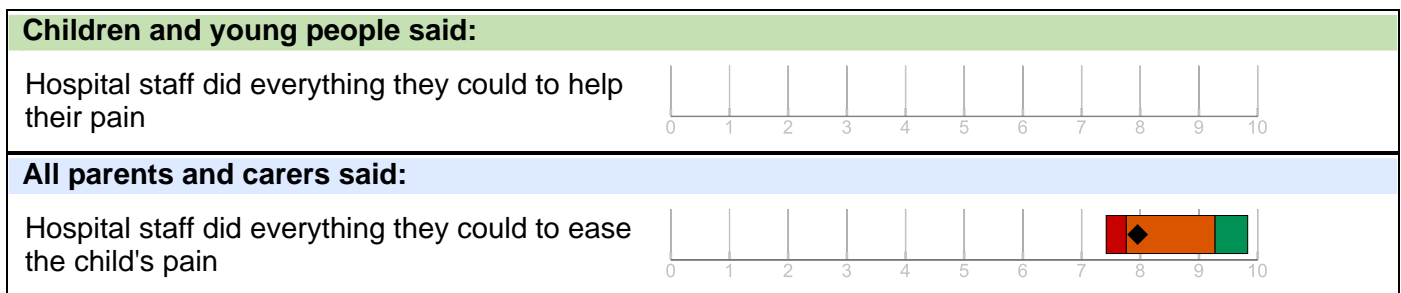 Children and young people said:
Hospital staff did everything they could to help
their pain
0 1 2 3 4 5 6 7 8 9 10
All parents and carers said:
Hospital staff did everything they could to ease
the child's pain
0 1 2 3 4 5 6 7 8 9 10